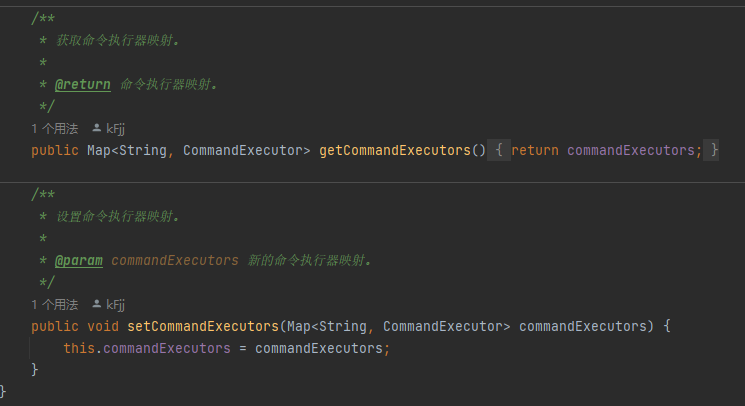 /**
 * 获取命令执行器映射。
 *
 * @return 命令执行器映射。
 */
1 个用法 kFjj
public Map<String, CommandExecutor> getCommandExecutors() { return commandExecutors; }
/**
 * 设置命令执行器映射。
 *
 * @param commandExecutors 新的命令执行器映射。
 */
1 个用法 kFjj
public void setCommandExecutors(Map<String, CommandExecutor> commandExecutors) {
    this.commandExecutors = commandExecutors;
}
}